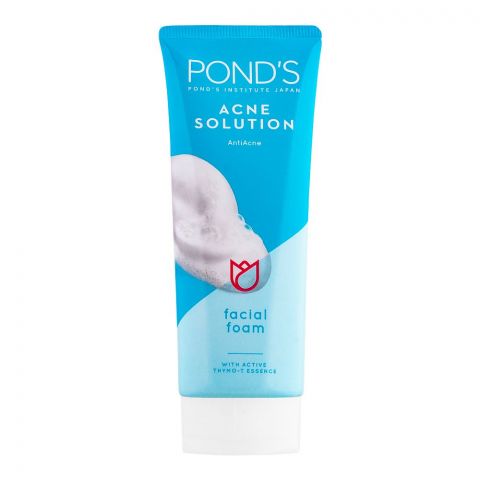 POND'S
POND'S INSTITUTE JAPAN
ACNE
SOLUTION
AntiAcne
facial
foam
WITH ACTIVE
THYMO-T ESSENCE